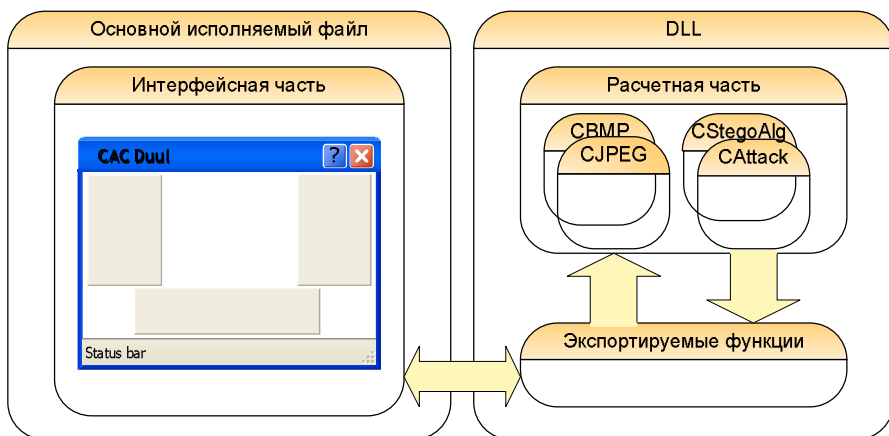 Основной исполняемый файл
Интерфейсная часть
CAC Duul
?
Status bar
DLL
Расчетная часть
CBMP
CJPEG
CStegoAlg
CAttack
Экспортируемые функции